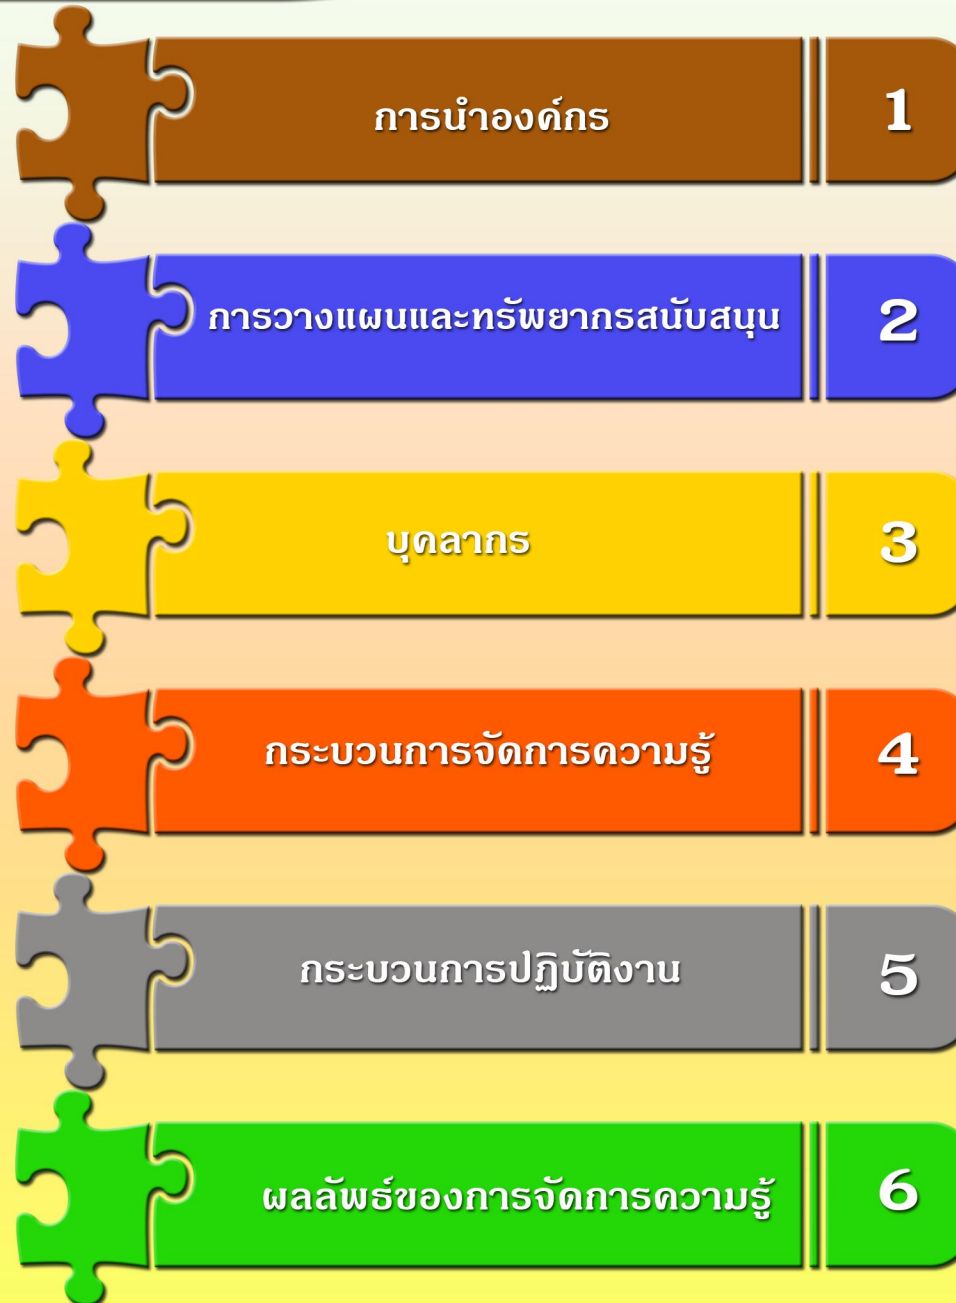 การนำองค์กร 1
การวางแผนและทรัพยากรสนับสนุน 2
บุคลากร 3
กระบวนการจัดการความรู้ 4
กระบวนการปฏิบัติงาน 5
ผลลัพธ์ของการจัดการความรู้ 6